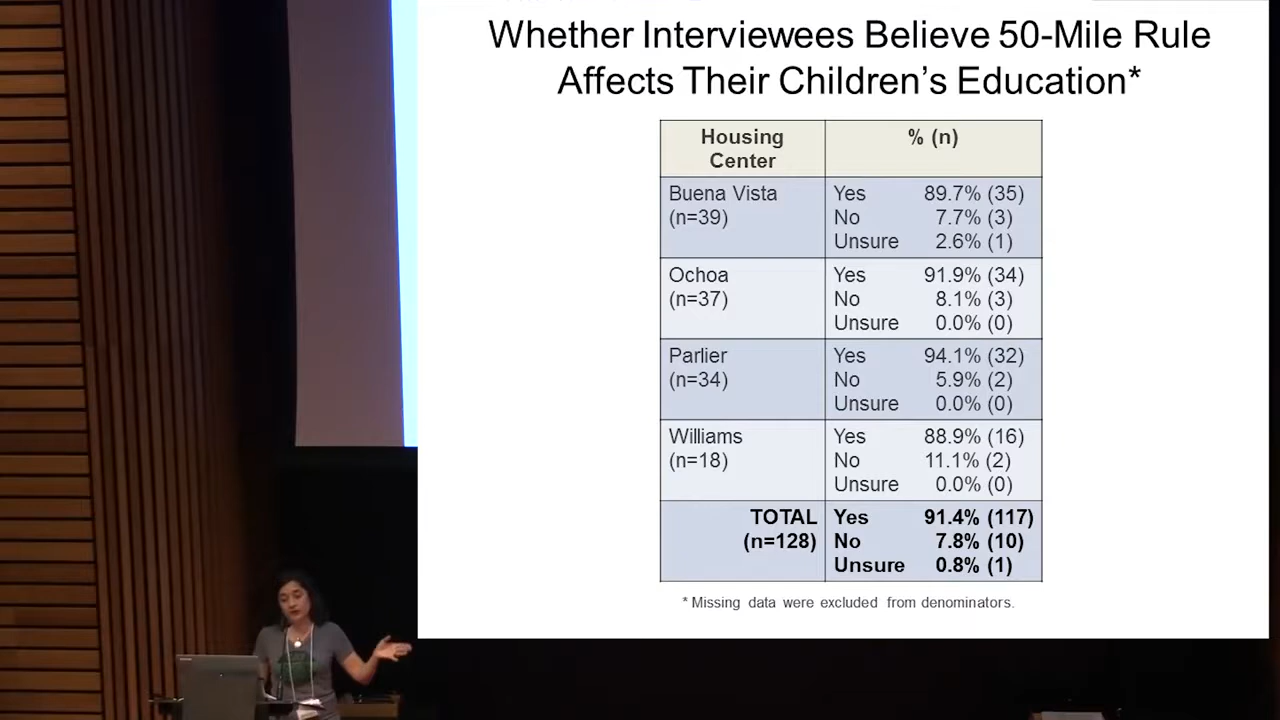 Whether Interviewees Believe 50-Mile Rule
Affects Their Children's Education*
Housing Center % (n)
Buena Vista Yes 89.7% (35)
(n=39) No 7.7% (3)
Unsure 2.6% (1)
Ochoa Yes 91.9% (34)
(n=37) No 8.1% (3)
Unsure 0.0% (0)
Parlier Yes 94.1% (32)
(n=34) No 5.9% (2)
Unsure 0.0% (0)
Williams Yes 88.9% (16)
(n=18) No 11.1% (2)
Unsure 0.0% (0)
TOTAL Yes 91.4% (117)
(n=128) No 7.8% (10)
Unsure 0.8% (1)
* Missing data were excluded from denominators.